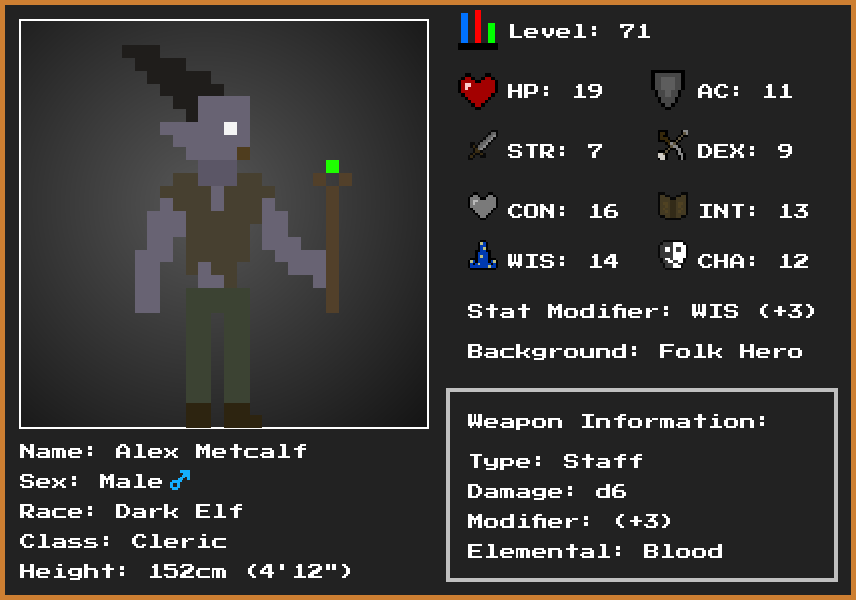 Level: 71
HP: 19 AC: 11
STR: 7 DEX: 9
CON: 16 INT: 13
WIS: 14 CHA: 12
Stat Modifier: WIS (+3)
Background: Folk Hero
Weapon Information:
Type: Staff
Damage: d6
Modifier: (+3)
Elemental: Blood
Name: Alex Metcalf
Sex: Male ♂
Race: Dark Elf
Class: Cleric
Height: 152cm (4'12")